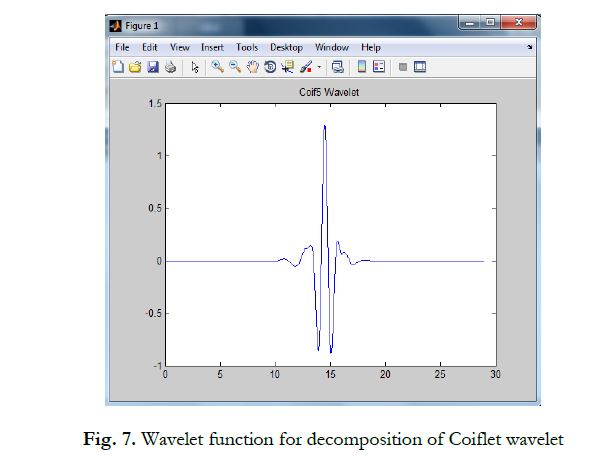 Figure 1
File Edit View Insert Tools Desktop Window Help
Coif5 Wavelet
1.5
1
0.5
0
-0.5
-1
0 5 10 15 20 25 30
Fig. 7. Wavelet function for decomposition of Coiflet wavelet